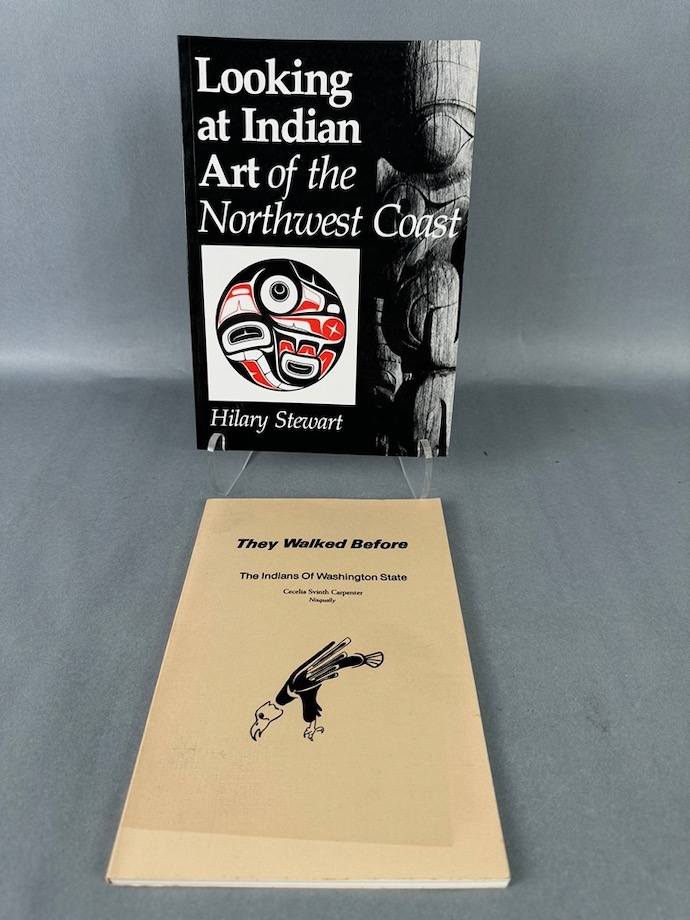 Looking
at Indian
Art of the
Northwest Coast
Hilary Stewart
They Walked Before
The Indians Of Washington State
Cecelia Svinth Carpenter
Nisqually